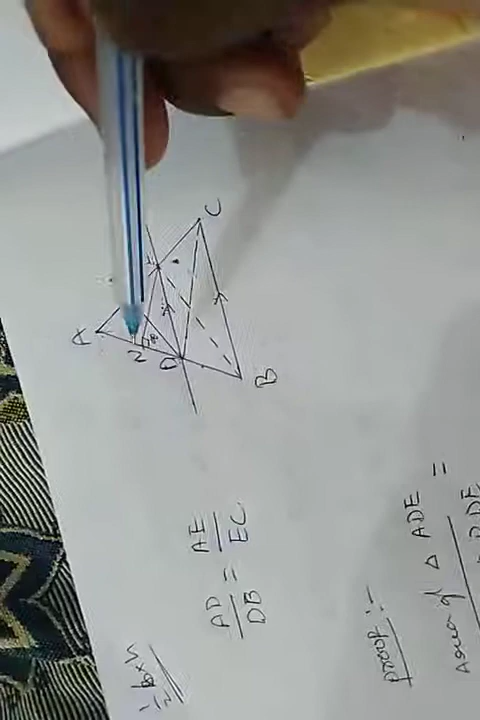 A
N
D
B
C
AD/DB = AE/EC
1/2 b×h
proof :-
Area of △ ADE =